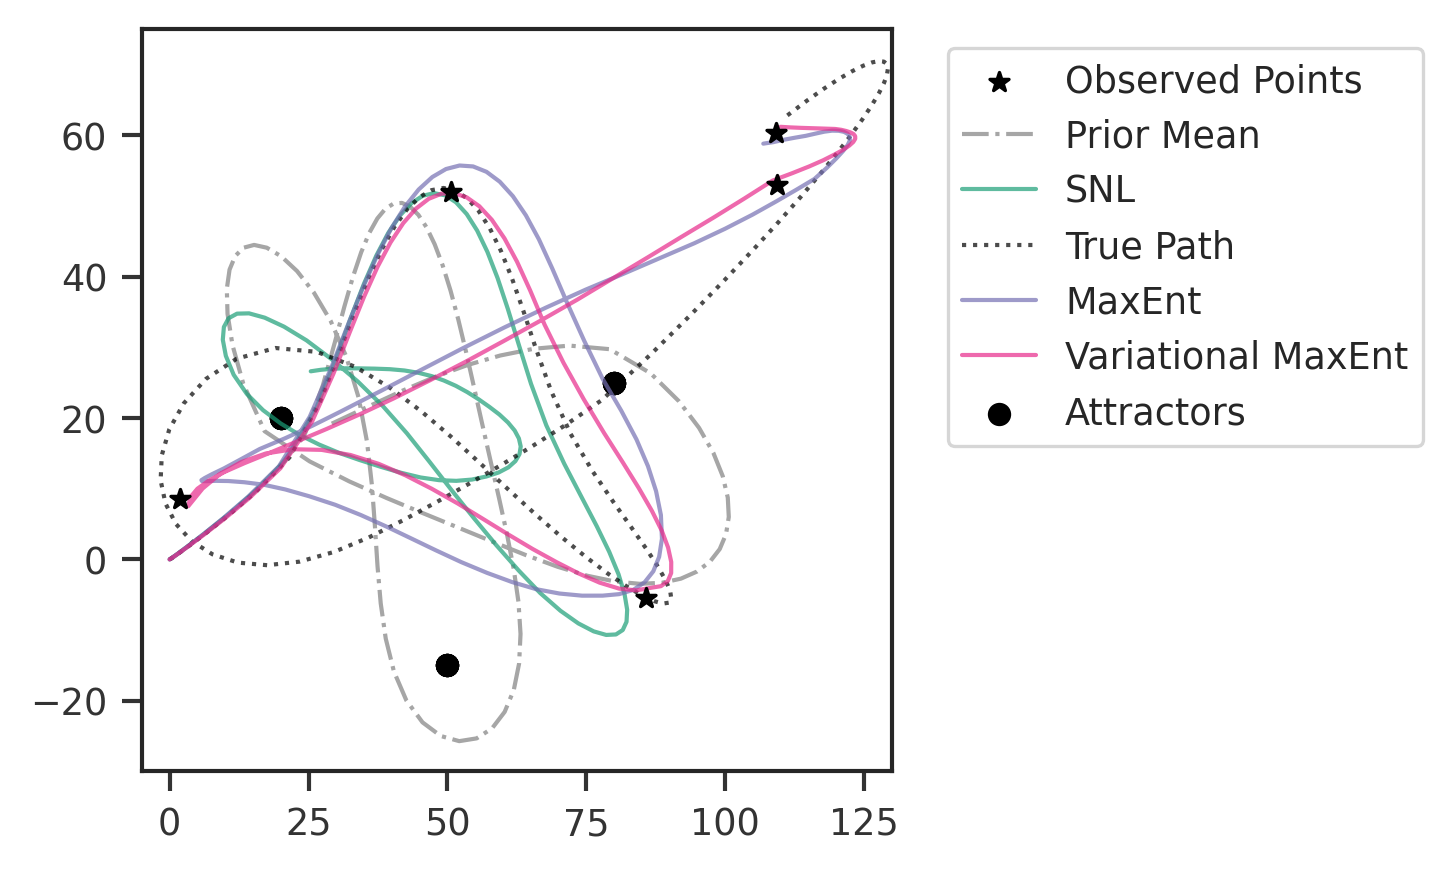 60
40
20
0
−20
0 25 50 75 100 125
Observed Points
Prior Mean
SNL
True Path
MaxEnt
Variational MaxEnt
Attractors